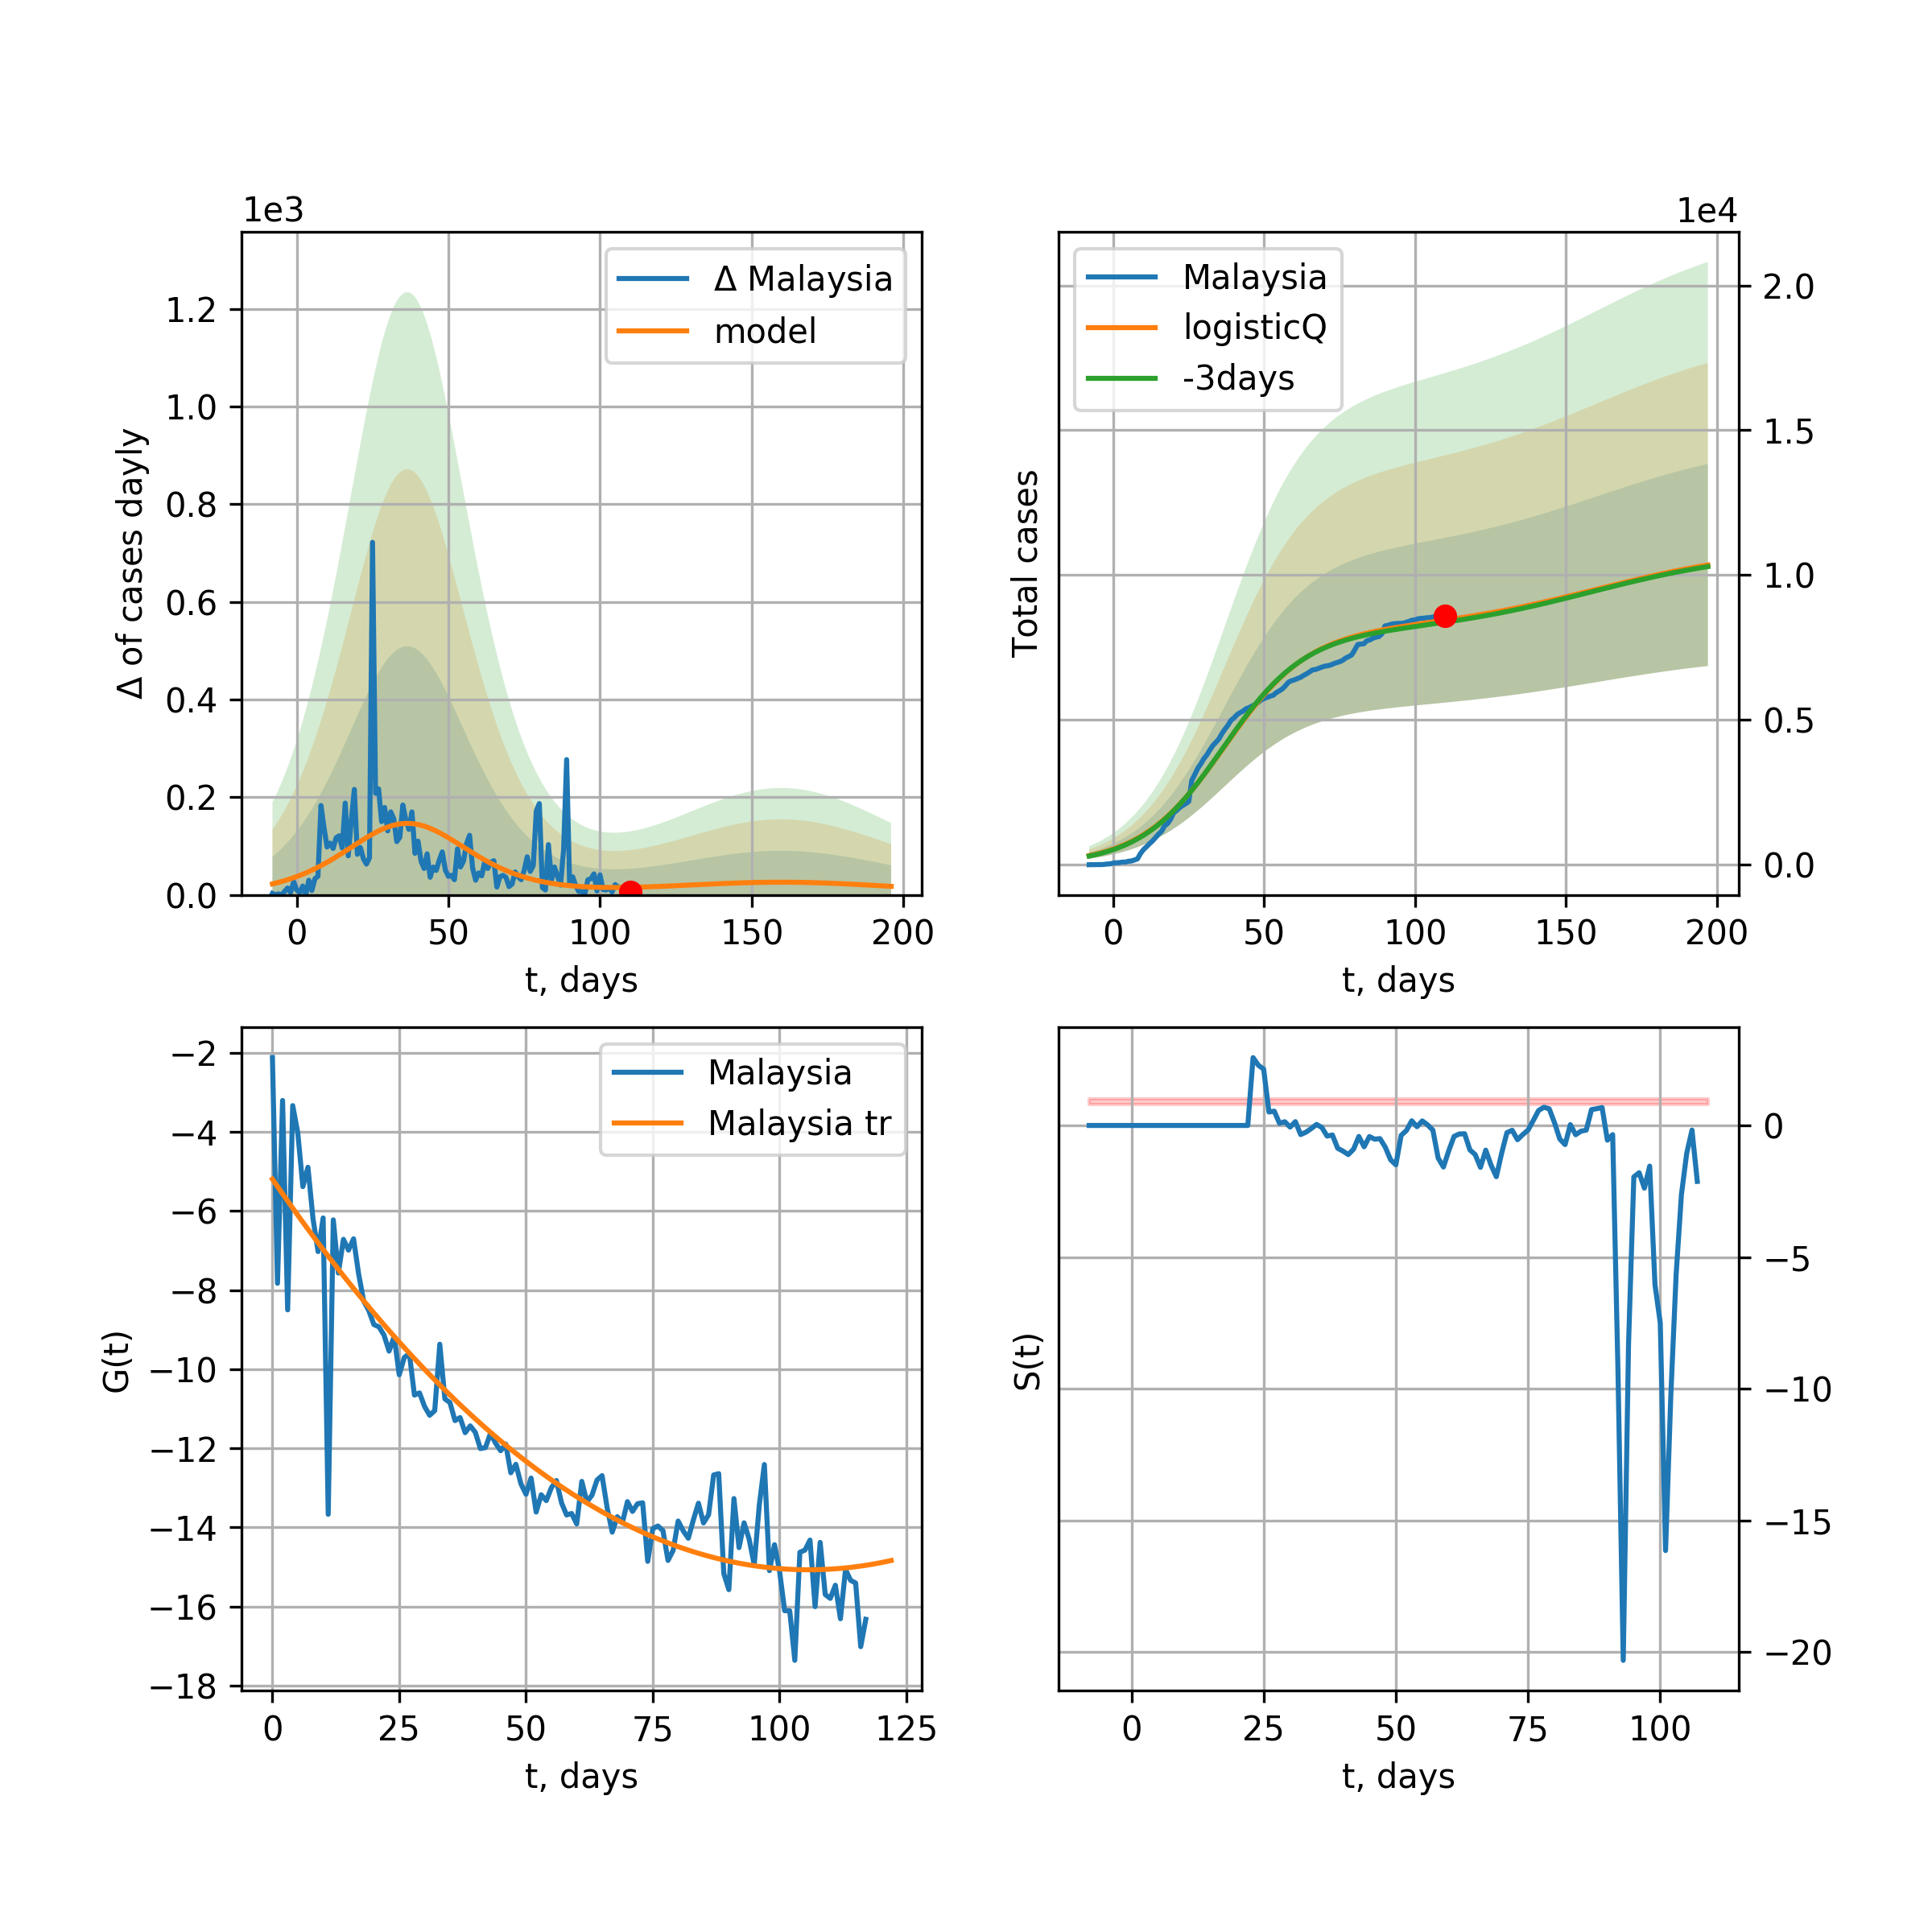 1e3
Δ of cases dayly
1.2
1.0
0.8
0.6
0.4
0.2
0.0
Δ Malaysia
model
0 50 100 150 200
t, days
1e4
Total cases
Malaysia
logisticQ
-3days
2.0
1.5
1.0
0.5
0.0
0 50 100 150 200
t, days
G(t)
−2
−4
−6
−8
−10
−12
−14
−16
−18
Malaysia
Malaysia tr
0 25 50 75 100 125
t, days
S(t)
0
−5
−10
−15
−20
0 25 50 75 100
t, days